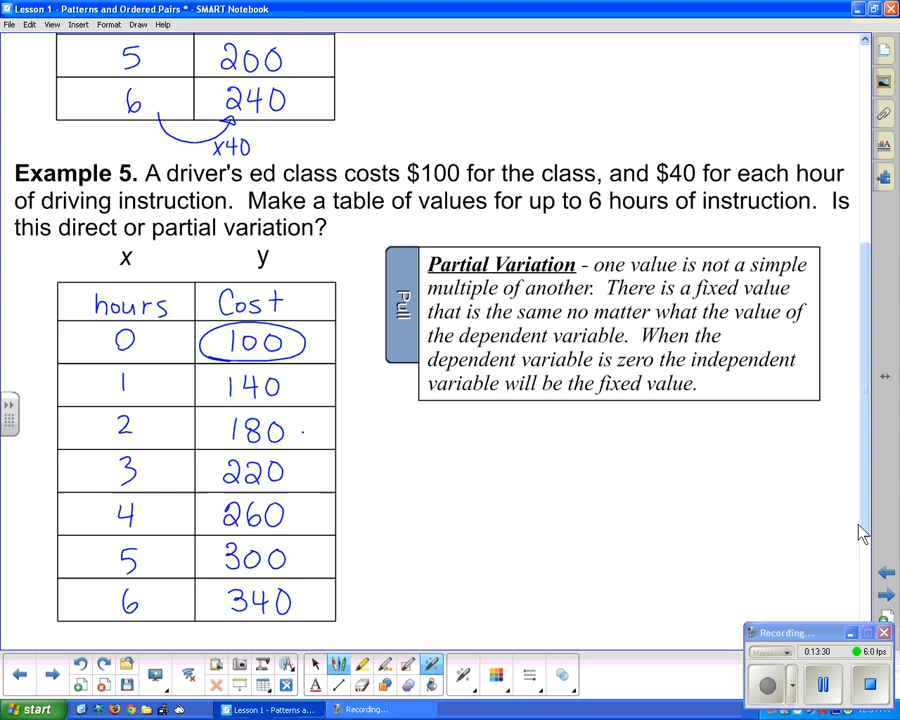 Lesson 1 - Patterns and Ordered Pairs * - SMART Notebook
File Edit View Insert Format Draw Help
5 200
6 240
x40
Example 5. A driver's ed class costs $100 for the class, and $40 for each hour
of driving instruction. Make a table of values for up to 6 hours of instruction. Is
this direct or partial variation?
x y
hours Cost
0 100
1 140
2 180
3 220
4 260
5 300
6 340
Pull
Partial Variation - one value is not a simple
multiple of another. There is a fixed value
that is the same no matter what the value of
the dependent variable. When the
dependent variable is zero the independent
variable will be the fixed value.
Recording...
Menu 0:13:30 6.0 fps
start Lesson 1 - Patterns a... Recording...